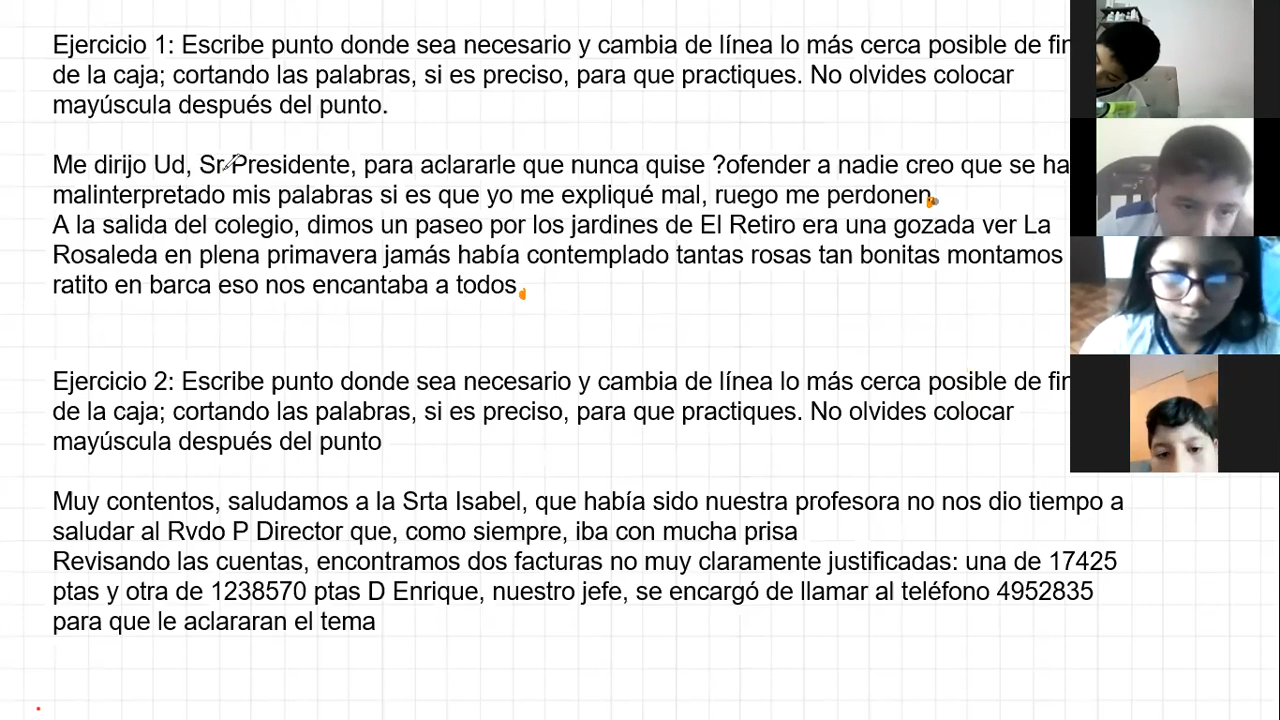 Ejercicio 1: Escribe punto donde sea necesario y cambia de línea lo más cerca posible de
de la caja; cortando las palabras, si es preciso, para que practiques. No olvides colocar
mayúscula después del punto.
Me dirijo Ud, Sr Presidente, para aclararle que nunca quise ?ofender a nadie creo que se ha
malinterpretado mis palabras si es que yo me expliqué mal, ruego me perdonen.
A la salida del colegio, dimos un paseo por los jardines de El Retiro era una gozada ver La
Rosaleda en plena primavera jamás había contemplado tantas rosas tan bonitas montamos
ratito en barca eso nos encantaba a todos.
Ejercicio 2: Escribe punto donde sea necesario y cambia de línea lo más cerca posible de
de la caja; cortando las palabras, si es preciso, para que practiques. No olvides colocar
mayúscula después del punto
Muy contentos, saludamos a la Srta Isabel, que había sido nuestra profesora no nos dio tiempo a
saludar al Rvdo P Director que, como siempre, iba con mucha prisa
Revisando las cuentas, encontramos dos facturas no muy claramente justificadas: una de 17425
ptas y otra de 1238570 ptas D Enrique, nuestro jefe, se encargó de llamar al teléfono 4952835
para que le aclararan el tema